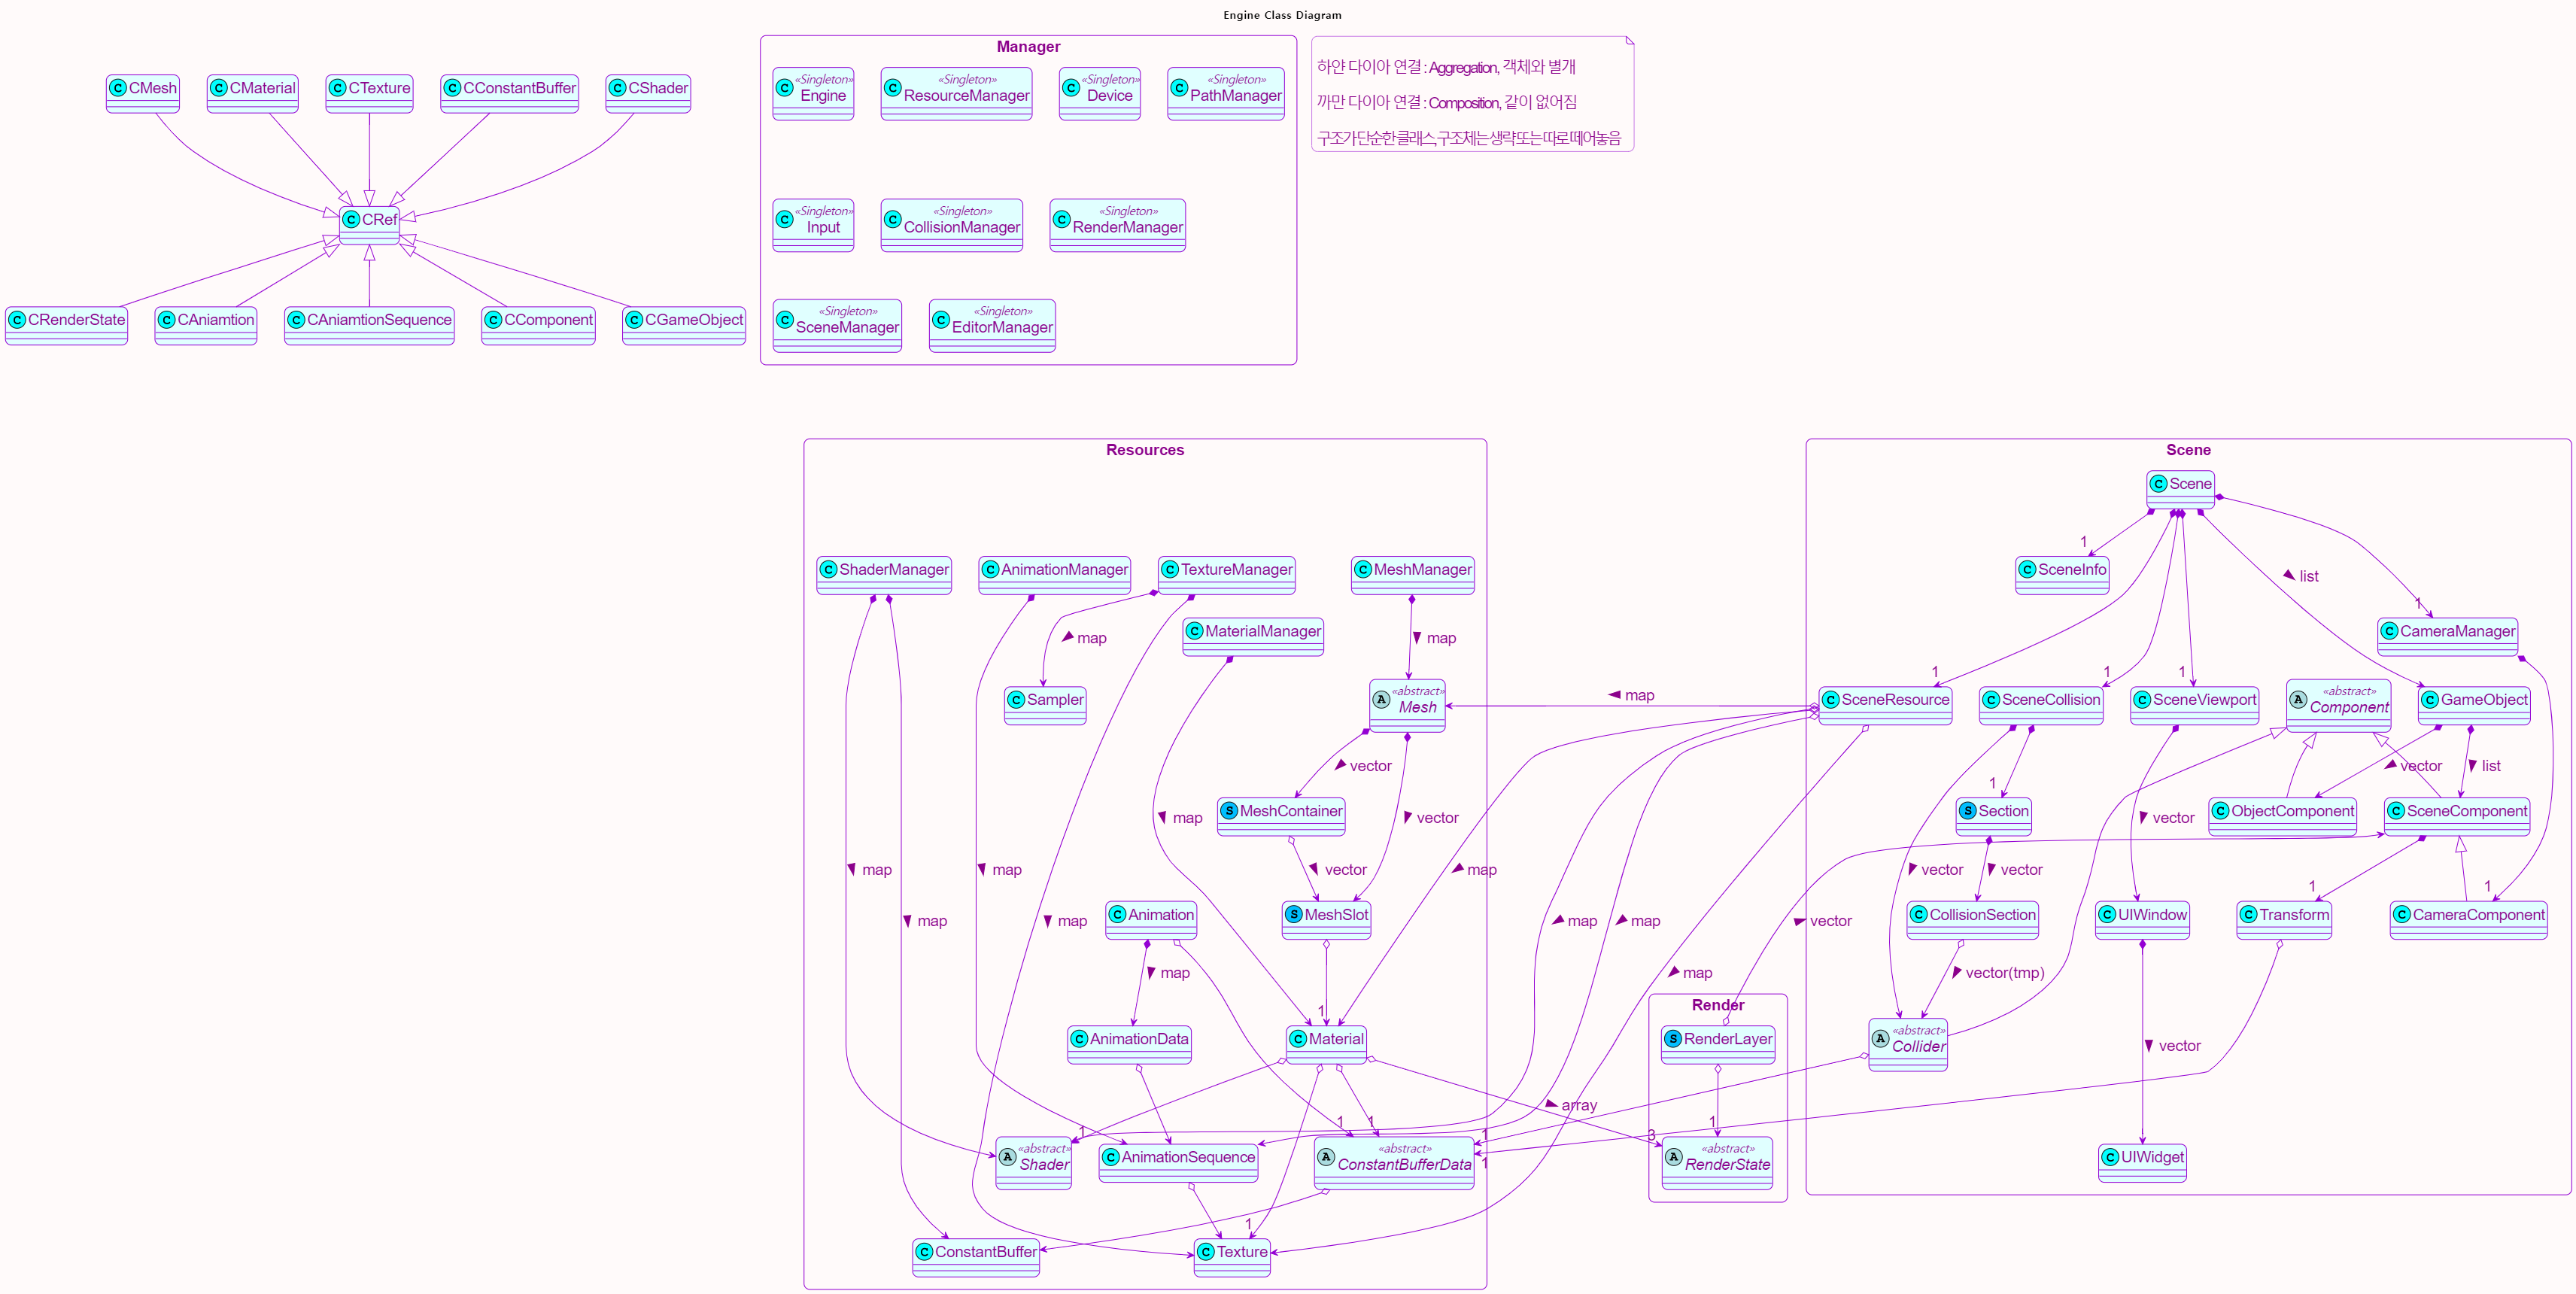 Engine Class Diagram
C CMesh
C CMaterial
C CTexture
C CConstantBuffer
C CShader
C CRef
C CRenderState
C CAniamtion
C CAniamtionSequence
C CComponent
C CGameObject
Manager
C «Singleton»
Engine
C «Singleton»
ResourceManager
C «Singleton»
Device
C «Singleton»
PathManager
C «Singleton»
Input
C «Singleton»
CollisionManager
C «Singleton»
RenderManager
C «Singleton»
SceneManager
C «Singleton»
EditorManager
하얀 다이아 연결 : Aggregation, 객체와 별개
까만 다이아 연결 : Composition, 같이 없어짐
구조가 단순한 클래스, 구조체는 생략 또는 따로 떼어놓음
Resources
C ShaderManager
C AnimationManager
C TextureManager
C MeshManager
map
C MaterialManager
map
C Sampler
A «abstract»
Mesh
map
vector
C MeshContainer
S MeshContainer
map
vector
map
map
vector
map
map
map
map
map
C Animation
S MeshSlot
map
map
1
C AnimationData
C Material
array
1
1
1
1
3
1
1
A «abstract»
Shader
C AnimationSequence
A «abstract»
ConstantBufferData
1
C ConstantBuffer
C Texture
Render
S RenderLayer
1
A «abstract»
RenderState
Scene
C Scene
1
C SceneInfo
list
1
C CameraManager
1
1
1
C SceneResource
C SceneCollision
C SceneViewport
A «abstract»
Component
C GameObject
1
vector
list
S Section
C ObjectComponent
C SceneComponent
vector
vector
vector
vector
1
1
C CollisionSection
C UIWindow
C Transform
C CameraComponent
vector(tmp)
A «abstract»
Collider
vector
C UIWidget